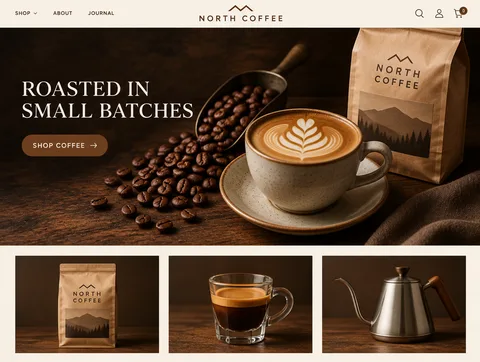 SHOP
ABOUT
JOURNAL
NORTH COFFEE
0
ROASTED IN
SMALL BATCHES
SHOP COFFEE
NORTH
COFFEE
NORTH
COFFEE